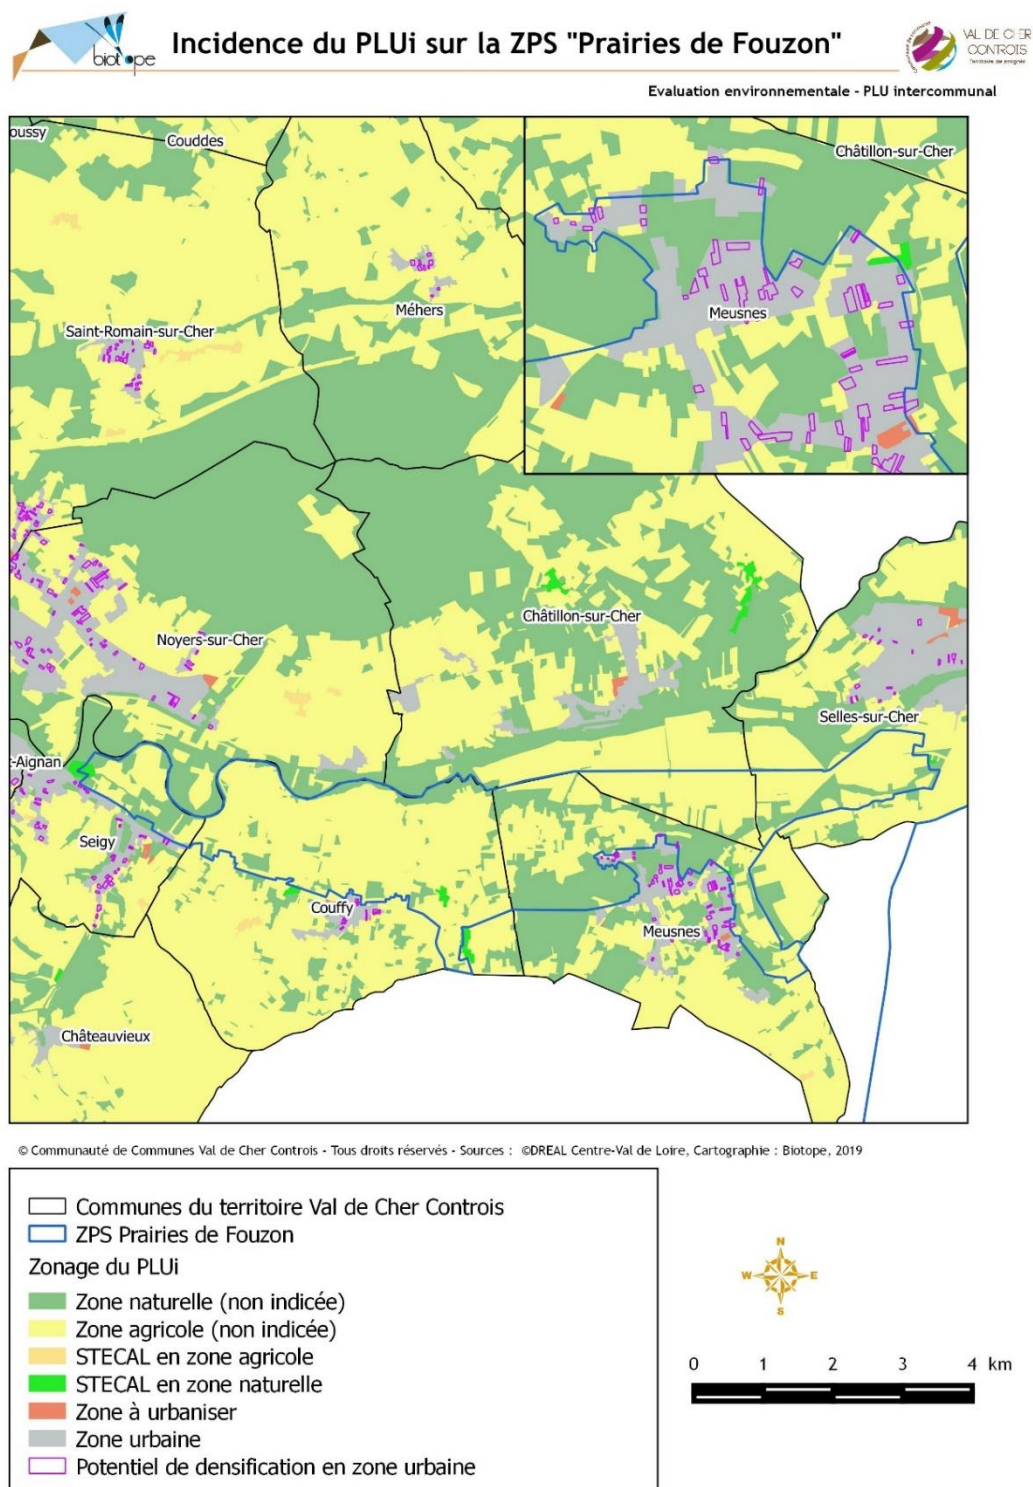 biotope
Incidence du PLUi sur la ZPS "Prairies de Fouzon"
VAL DE CHER
CONTROIS
Evaluation environnementale - PLU intercommunal
oussy
Couddes
Châtillon-sur-Cher
Méhers
Saint-Romain-sur-Cher
Meusnes
Châtillon-sur-Cher
Noyers-sur-Cher
Selles-sur-Cher
t-Aignan
Seigy
Couffy
Meusnes
Châteauvieux
© Communauté de Communes Val de Cher Controis - Tous droits réservés - Sources : ©DREAL Centre-Val de Loire, Cartographie : Biotope, 2019
Communes du territoire Val de Cher Controis
ZPS Prairies de Fouzon
Zonage du PLUi
Zone naturelle (non indicée)
Zone agricole (non indicée)
STECAL en zone agricole
STECAL en zone naturelle
Zone à urbaniser
Zone urbaine
Potentiel de densification en zone urbaine
N
W E
S
0 1 2 3 4 km